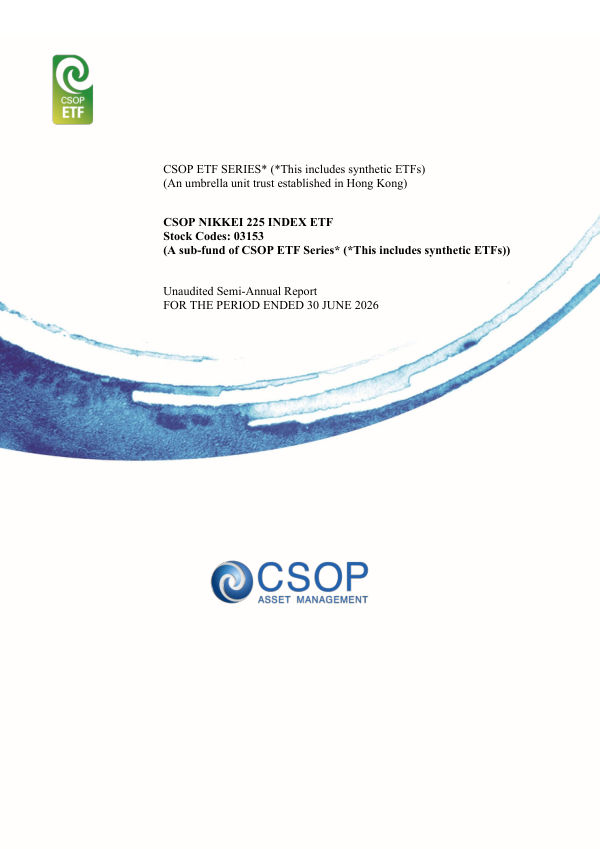 CSOP
ETF
CSOP ETF SERIES* (*This includes synthetic ETFs)
(An umbrella unit trust established in Hong Kong)
CSOP NIKKEI 225 INDEX ETF
Stock Codes: 03153
(A sub-fund of CSOP ETF Series* (*This includes synthetic ETFs))
Unaudited Semi-Annual Report
FOR THE PERIOD ENDED 30 JUNE 2026
CSOP
ASSET MANAGEMENT